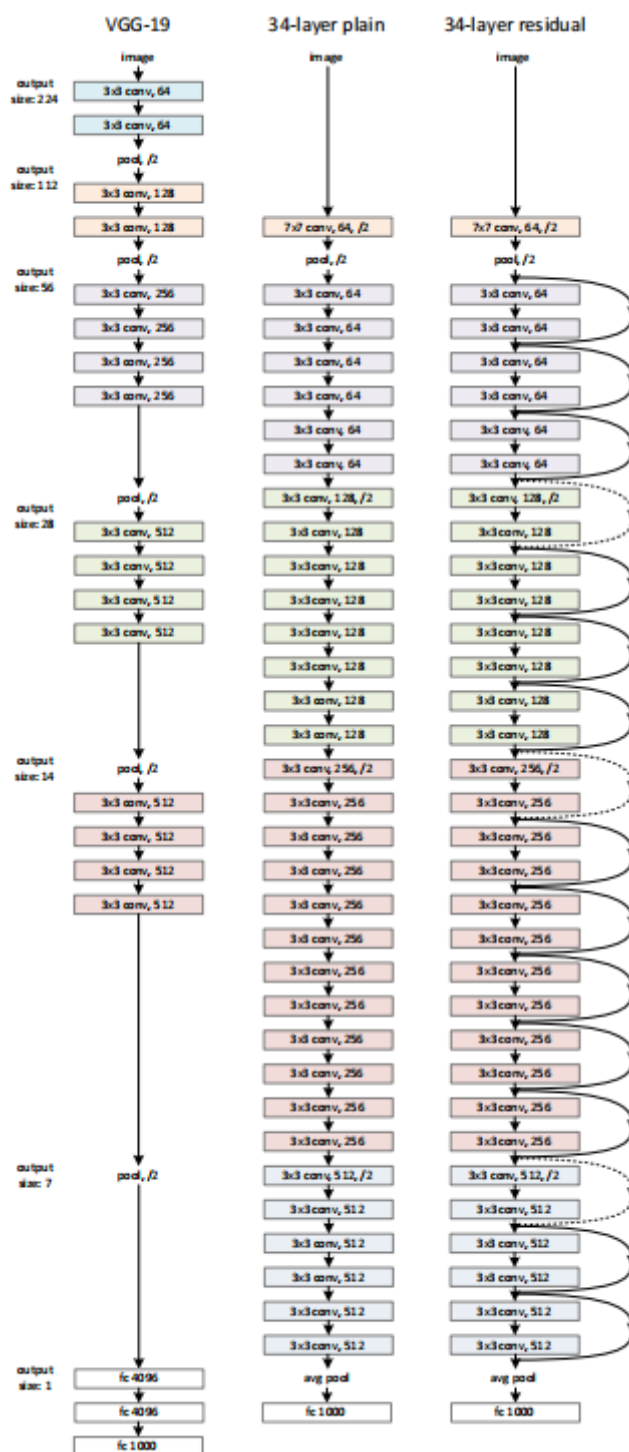 output
size: 224
output
size: 112
output
size: 56
output
size: 28
output
size: 14
output
size: 7
output
size: 1
VGG-19
image
3x3 conv, 64
3x3 conv, 64
pool, /2
3x3 conv, 128
3x3 conv, 128
pool, /2
3x3 conv, 256
3x3 conv, 256
3x3 conv, 256
3x3 conv, 256
pool, /2
3x3 conv, 512
3x3 conv, 512
3x3 conv, 512
3x3 conv, 512
pool, /2
3x3 conv, 512
3x3 conv, 512
3x3 conv, 512
3x3 conv, 512
pool, /2
fc 4096
fc 4096
fc 1000
34-layer plain
image
7x7 conv, 64, /2
pool, /2
3x3 conv, 64
3x3 conv, 64
3x3 conv, 64
3x3 conv, 64
3x3 conv, 64
3x3 conv, 64
3x3 conv, 128, /2
3x3 conv, 128
3x3 conv, 128
3x3 conv, 128
3x3 conv, 128
3x3 conv, 128
3x3 conv, 128
3x3 conv, 128
3x3 conv, 256, /2
3x3 conv, 256
3x3 conv, 256
3x3 conv, 256
3x3 conv, 256
3x3 conv, 256
3x3 conv, 256
3x3 conv, 256
3x3 conv, 256
3x3 conv, 256
3x3 conv, 256
3x3 conv, 256
3x3 conv, 512, /2
3x3 conv, 512
3x3 conv, 512
3x3 conv, 512
3x3 conv, 512
3x3 conv, 512
avg pool
fc 1000
34-layer residual
image
7x7 conv, 64, /2
pool, /2
3x3 conv, 64
3x3 conv, 64
3x3 conv, 64
3x3 conv, 64
3x3 conv, 64
3x3 conv, 64
3x3 conv, 128, /2
3x3 conv, 128
3x3 conv, 128
3x3 conv, 128
3x3 conv, 128
3x3 conv, 128
3x3 conv, 128
3x3 conv, 128
3x3 conv, 256, /2
3x3 conv, 256
3x3 conv, 256
3x3 conv, 256
3x3 conv, 256
3x3 conv, 256
3x3 conv, 256
3x3 conv, 256
3x3 conv, 256
3x3 conv, 256
3x3 conv, 256
3x3 conv, 256
3x3 conv, 512, /2
3x3 conv, 512
3x3 conv, 512
3x3 conv, 512
3x3 conv, 512
3x3 conv, 512
avg pool
fc 1000